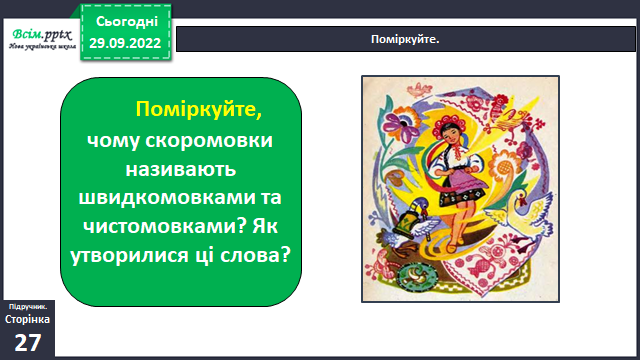 Всім.pptx
Нова українська школа
Сьогодні
29.09.2022
Поміркуйте.
Поміркуйте,
чому скоромовки
називають
швидкомовками та
чистомовками? Як
утворилися ці слова?
Підручник.
Сторінка
27